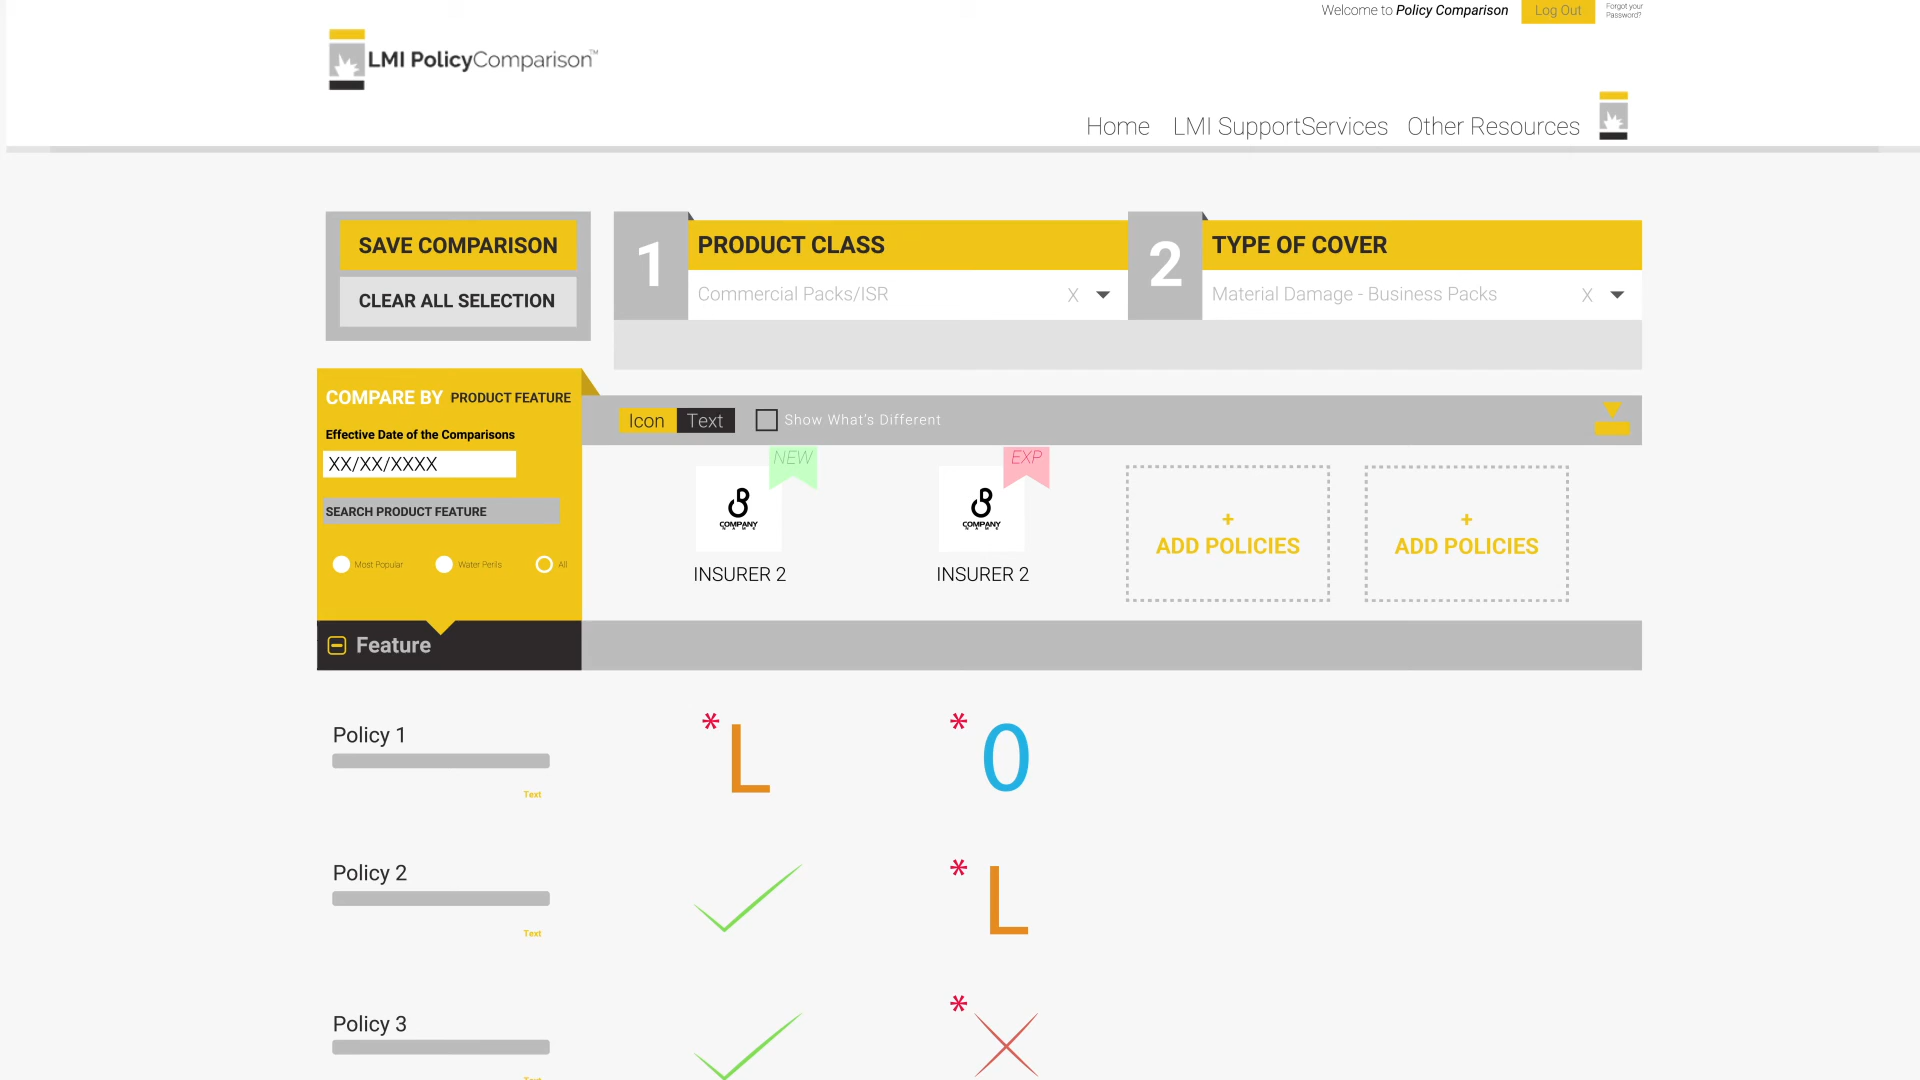 Welcome to Policy Comparison
Log Out
Forgot your
Password?
LMI PolicyComparison™
Home
LMI SupportServices
Other Resources
SAVE COMPARISON
CLEAR ALL SELECTION
1
PRODUCT CLASS
Commercial Packs/ISR
X
2
TYPE OF COVER
Material Damage - Business Packs
X
COMPARE BY PRODUCT FEATURE
Effective Date of the Comparisons
XX/XX/XXXX
SEARCH PRODUCT FEATURE
Most Popular
Water Perils
All
Icon
Text
Show What's Different
NEW
COMPANY
NAME
INSURER 2
EXP
COMPANY
NAME
INSURER 2
+
ADD POLICIES
+
ADD POLICIES
Feature
Policy 1
Text
* L
* O
Policy 2
Text
* L
Policy 3
*
Text